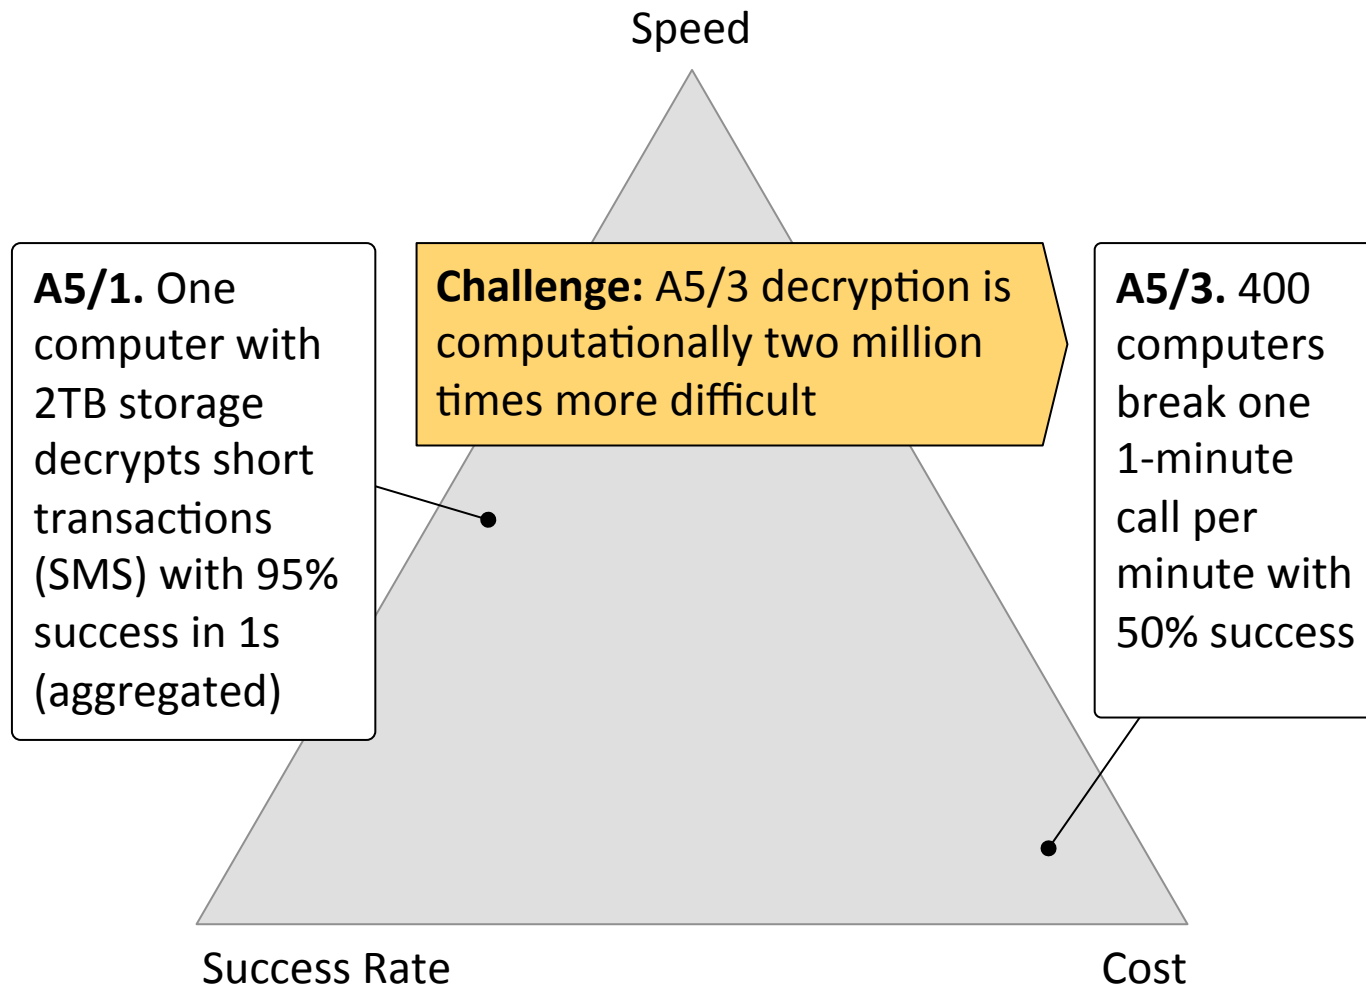 Speed
A5/1. One
computer with
2TB storage
decrypts short
transactions
(SMS) with 95%
success in 1s
(aggregated)
Challenge: A5/3 decryption is
computationally two million
times more difficult
A5/3. 400
computers
break one
1-minute
call per
minute with
50% success
Success Rate
Cost